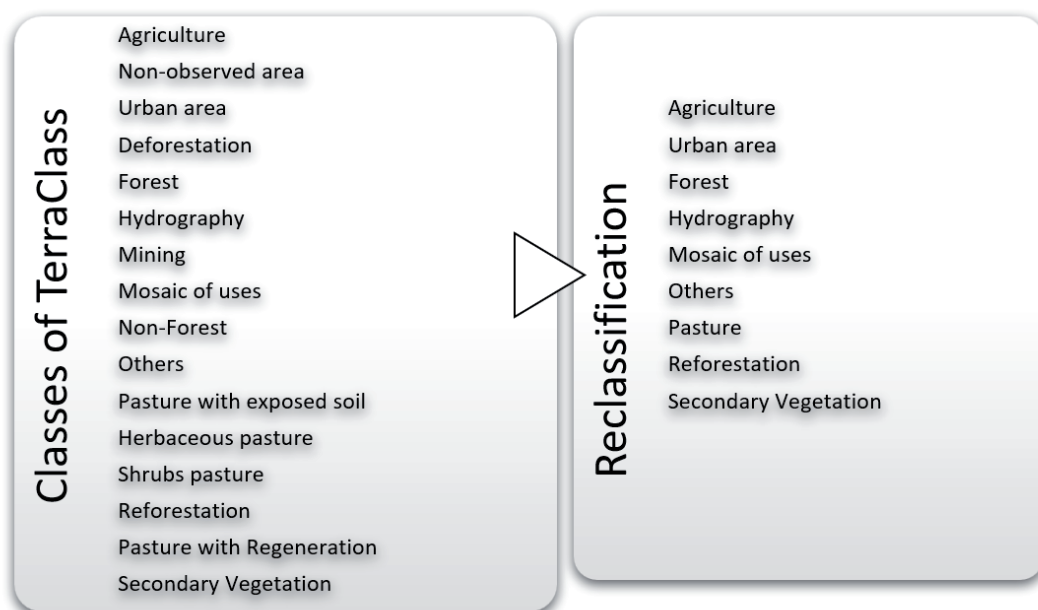 Classes of TerraClass
Agriculture
Non-observed area
Urban area
Deforestation
Forest
Hydrography
Mining
Mosaic of uses
Non-Forest
Others
Pasture with exposed soil
Herbaceous pasture
Shrubs pasture
Reforestation
Pasture with Regeneration
Secondary Vegetation
Reclassification
Agriculture
Urban area
Forest
Hydrography
Mosaic of uses
Others
Pasture
Reforestation
Secondary Vegetation